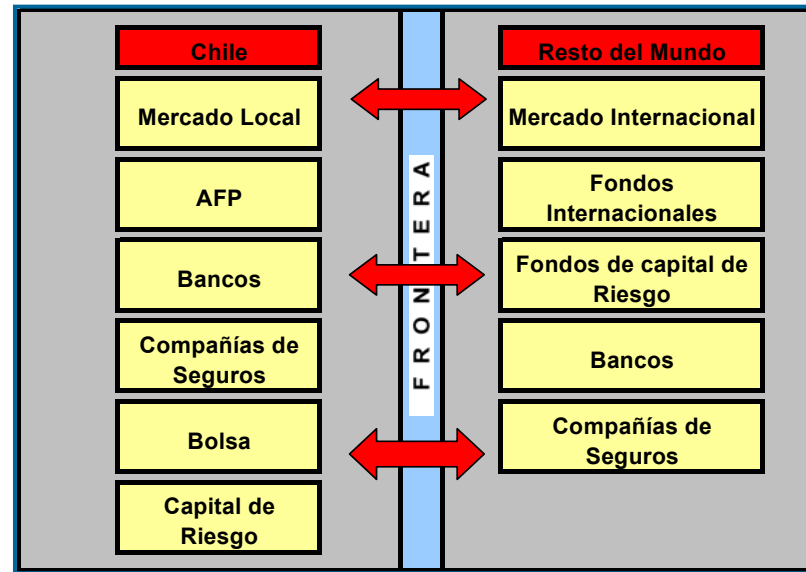 Chile
Mercado Local
AFP
Bancos
Compañías de
Seguros
Bolsa
Capital de
Riesgo
FRONTERA
Resto del Mundo
Mercado Internacional
Fondos
Internacionales
Fondos de capital de
Riesgo
Bancos
Compañías de
Seguros